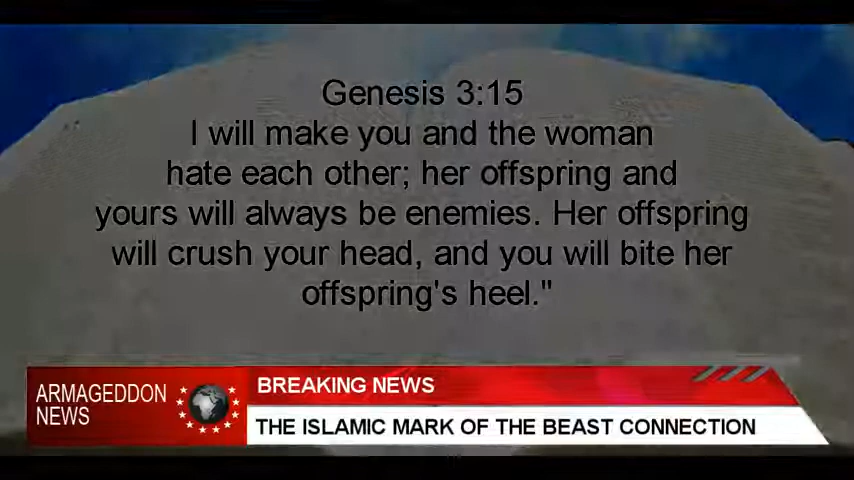 Genesis 3:15
I will make you and the woman
hate each other; her offspring and
yours will always be enemies. Her offspring
will crush your head, and you will bite her
offspring's heel."
ARMAGEDDON
NEWS
BREAKING NEWS
THE ISLAMIC MARK OF THE BEAST CONNECTION